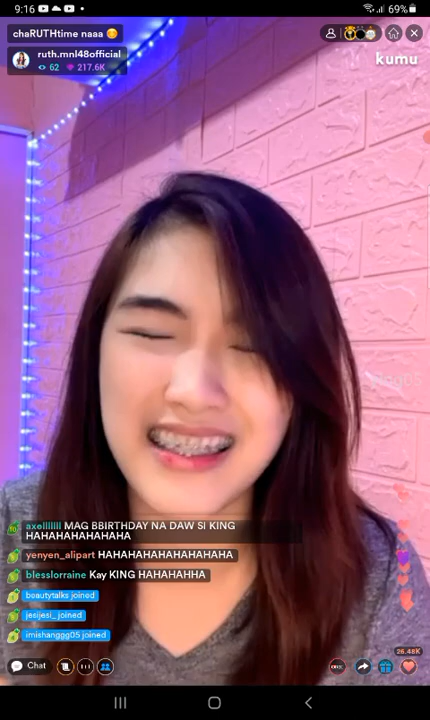 9:16
69%
chaRUTHtime naaa
ruth.mnl48official
62 217.6K
kumu
axelllllll MAG BBIRTHDAY NA DAW SI KING
HAHAHAHAHAHAHA
yenyen_alipart HAHAHAHAHAHAHAHAHA
blesslorraine Kay KING HAHAHAHHA
beautytalks joined
jesijesi_ joined
imishanggg05 joined
26.48K
Chat